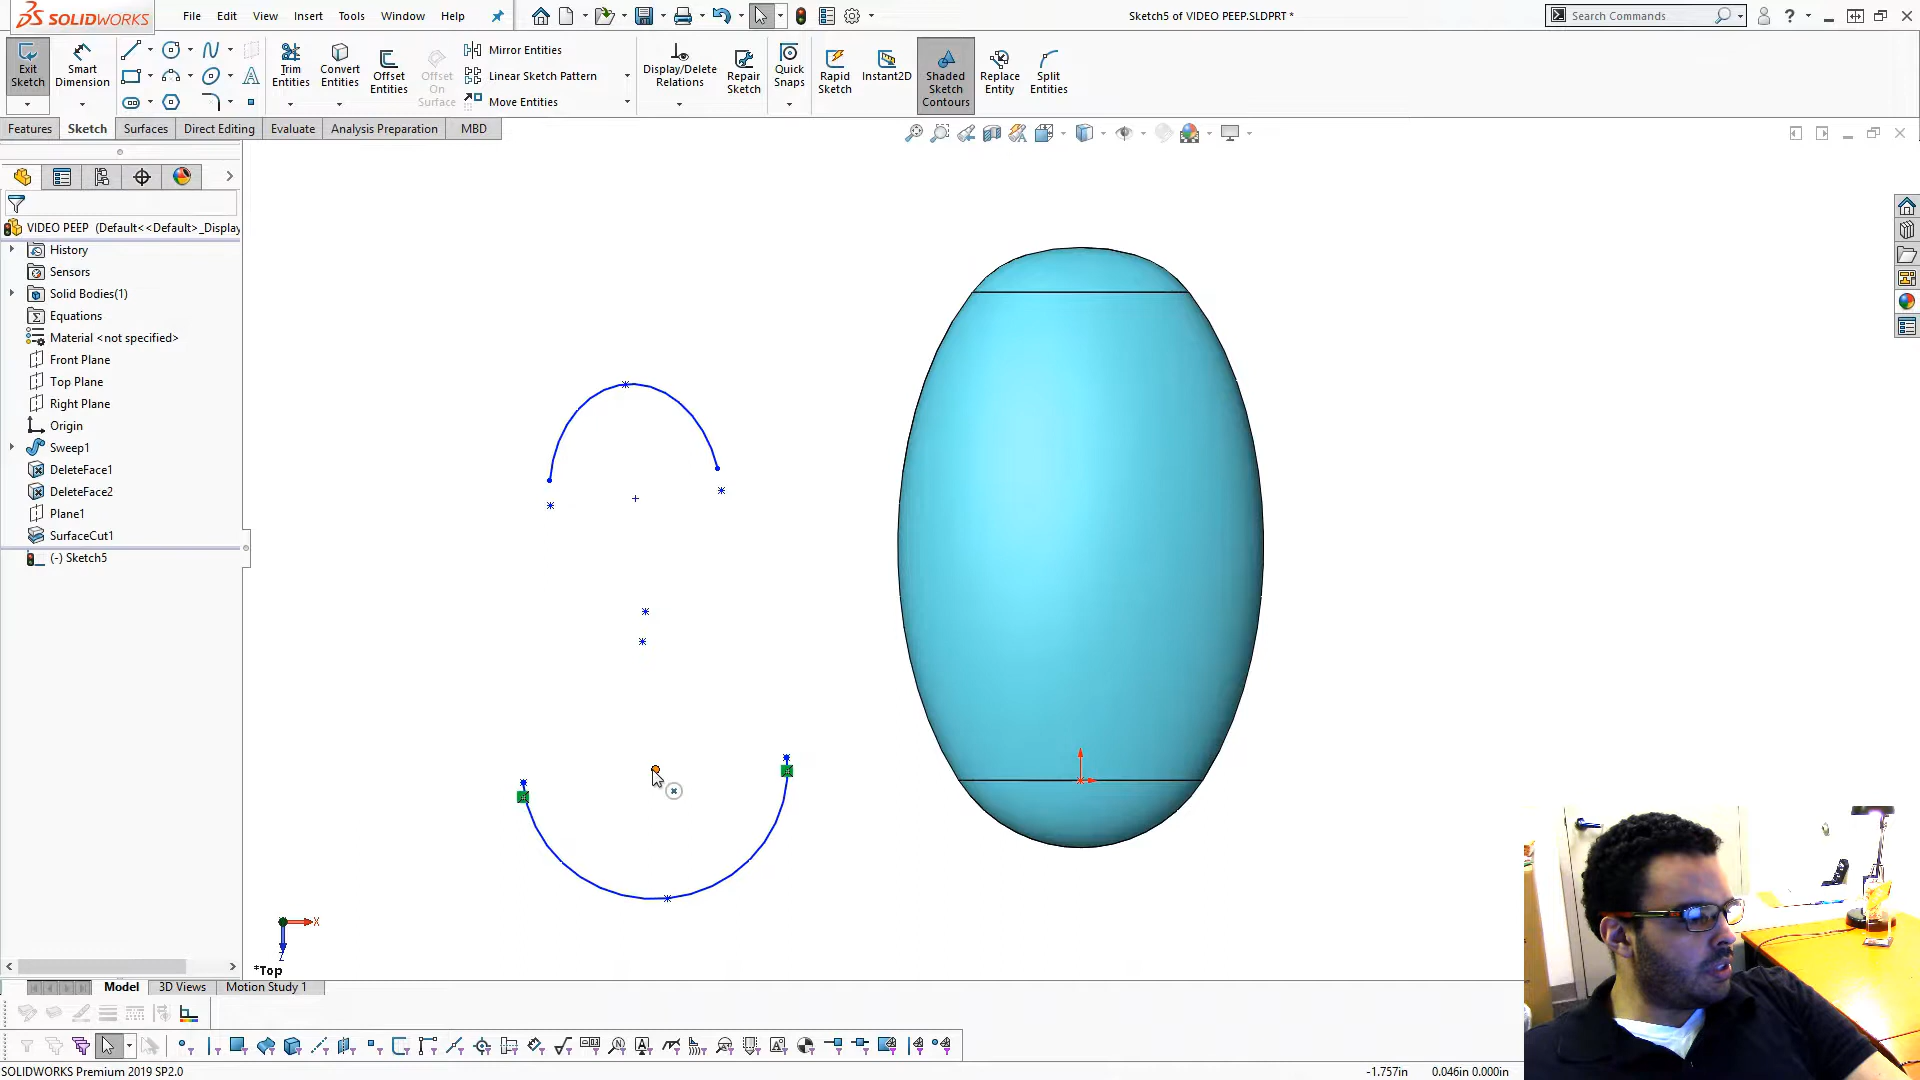 SOLIDWORKS
File Edit View Insert Tools Window Help
Sketch5 of VIDEO PEEP.SLDPRT *
Search Commands
Exit Sketch
Smart Dimension
Trim Entities
Convert Entities
Offset Entities
Offset On Surface
Mirror Entities
Linear Sketch Pattern
Move Entities
Display/Delete Relations
Repair Sketch
Quick Snaps
Rapid Sketch
Instant2D
Shaded Sketch Contours
Replace Entity
Split Entities
Features Sketch Surfaces Direct Editing Evaluate Analysis Preparation MBD
VIDEO PEEP (Default<<Default>_Display
History
Sensors
Solid Bodies(1)
Equations
Material <not specified>
Front Plane
Top Plane
Right Plane
Origin
Sweep1
DeleteFace1
DeleteFace2
Plane1
SurfaceCut1
(-) Sketch5
X
Z
*Top
Model 3D Views Motion Study 1
SOLIDWORKS Premium 2019 SP2.0
-1.757in 0.046in 0.000in